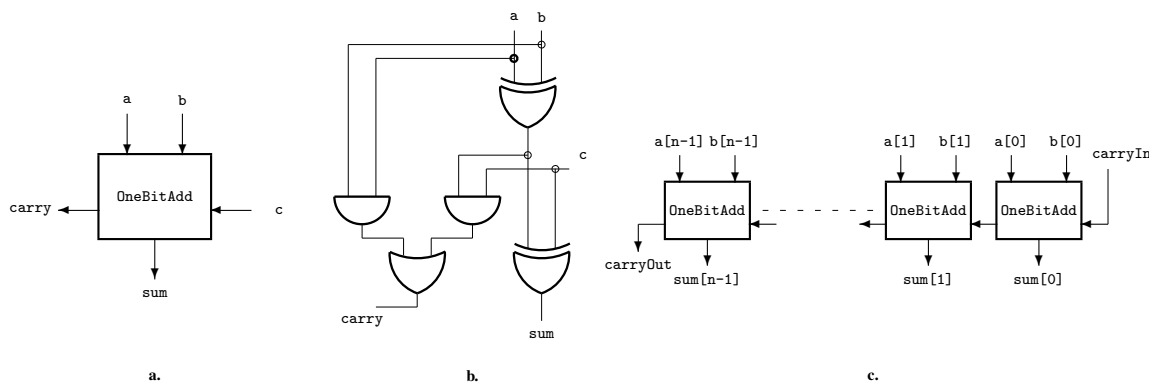 a b
a b
OneBitAdd
carry
c
sum
c
carry
sum
a[n-1] b[n-1]
a[1] b[1] a[0] b[0]
carryIn
OneBitAdd
OneBitAdd
OneBitAdd
carryOut
sum[n-1]
sum[1]
sum[0]
a.
b.
c.